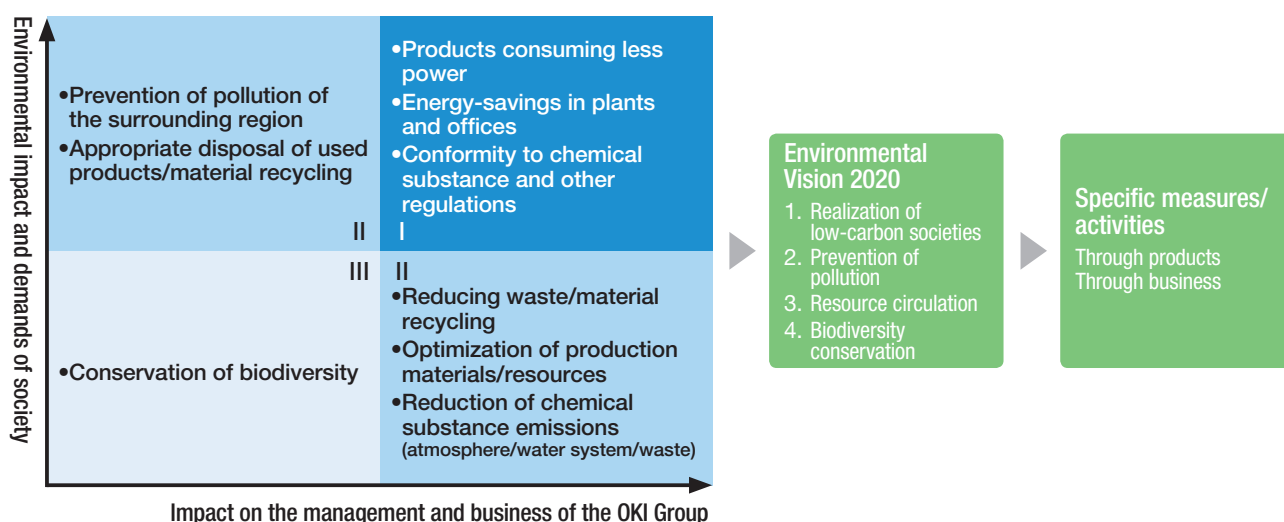 Environmental impact and demands of society
•Prevention of pollution of
the surrounding region
•Appropriate disposal of used
products/material recycling
II
•Products consuming less
power
•Energy-savings in plants
and offices
•Conformity to chemical
substance and other
regulations
I
III
•Conservation of biodiversity
II
•Reducing waste/material
recycling
•Optimization of production
materials/resources
•Reduction of chemical
substance emissions
(atmosphere/water system/waste)
Impact on the management and business of the OKI Group
Environmental
Vision 2020
1. Realization of
low-carbon societies
2. Prevention of
pollution
3. Resource circulation
4. Biodiversity
conservation
Specific measures/
activities
Through products
Through business